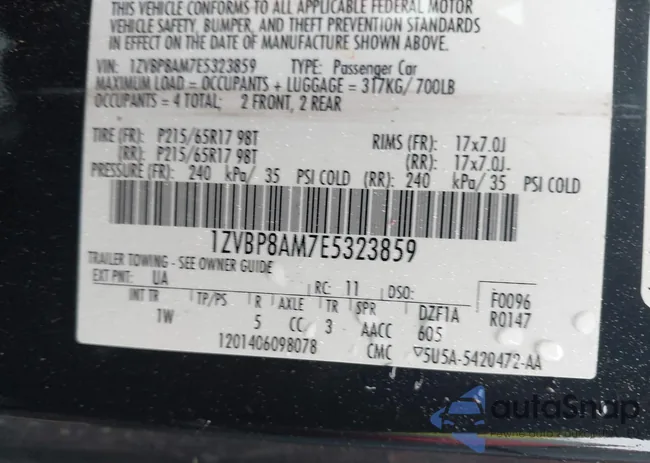 THIS VEHICLE CONFORMS TO ALL APPLICABLE FEDERAL MOTOR
VEHICLE SAFETY, BUMPER, AND THEFT PREVENTION STANDARDS
IN EFFECT ON THE DATE OF MANUFACTURE SHOWN ABOVE.
VIN: 1ZVBP8AM7E5323859 TYPE: Passenger Car
MAXIMUM LOAD = OCCUPANTS + LUGGAGE = 317KG/ 700LB
OCCUPANTS = 4 TOTAL; 2 FRONT, 2 REAR
TIRE (FR): P215/65R17 98T RIMS (FR): 17x7.0J
(RR): P215/65R17 98T (RR): 17x7.0J
PRESSURE (FR): 240 kPa/ 35 PSI COLD (RR): 240 kPa/ 35 PSI COLD
1ZVBP8AM7E5323859
TRAILER TOWING - SEE OWNER GUIDE
EXT PNT: UA RC: 11 DSO: F0096
INT TR TP/PS R AXLE TR SPR DZF1A R0147
1W 5 CC 3 AACC 605
1201406098078 CMC ▽5U5A-5420472-AA
autoSnap